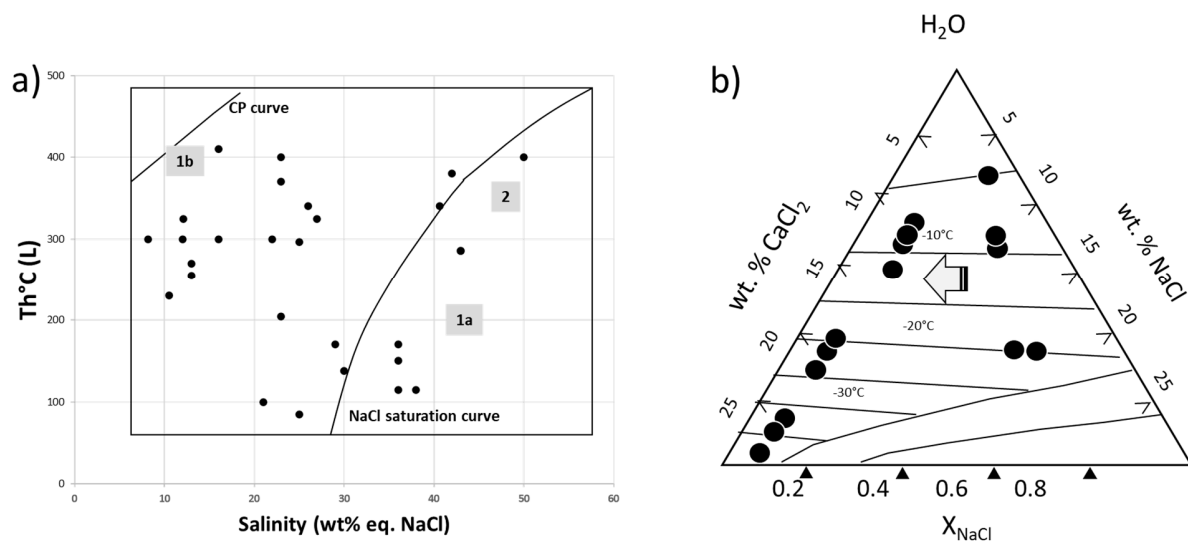 a)
500
400
300
200
100
0
0
10
20
30
40
50
60
Th°C (L)
Salinity (wt% eq. NaCl)
CP curve
1b
2
1a
NaCl saturation curve
b)
H₂O
5
10
15
20
25
wt. % CaCl₂
5
10
15
20
25
wt. % NaCl
-10°C
-20°C
-30°C
0.2
0.4
0.6
0.8
X_NaCl